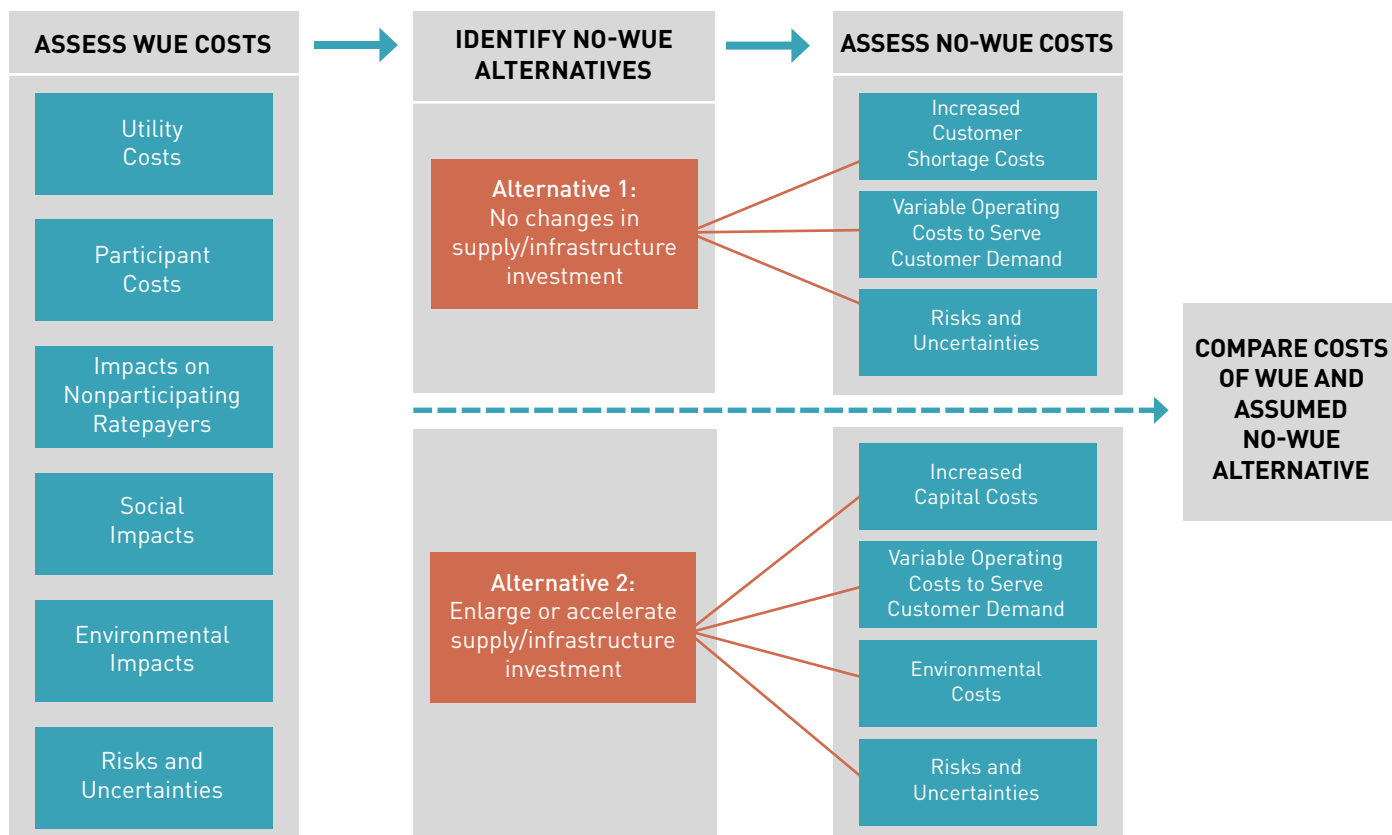 ASSESS WUE COSTS
Utility
Costs
Participant
Costs
Impacts on
Nonparticipating
Ratepayers
Social
Impacts
Environmental
Impacts
Risks and
Uncertainties
IDENTIFY NO-WUE
ALTERNATIVES
Alternative 1:
No changes in
supply/infrastructure
investment
Alternative 2:
Enlarge or accelerate
supply/infrastructure
investment
ASSESS NO-WUE COSTS
Increased
Customer
Shortage Costs
Variable Operating
Costs to Serve
Customer Demand
Risks and
Uncertainties
Increased
Capital Costs
Variable Operating
Costs to Serve
Customer Demand
Environmental
Costs
Risks and
Uncertainties
COMPARE COSTS
OF WUE AND
ASSUMED
NO-WUE
ALTERNATIVE